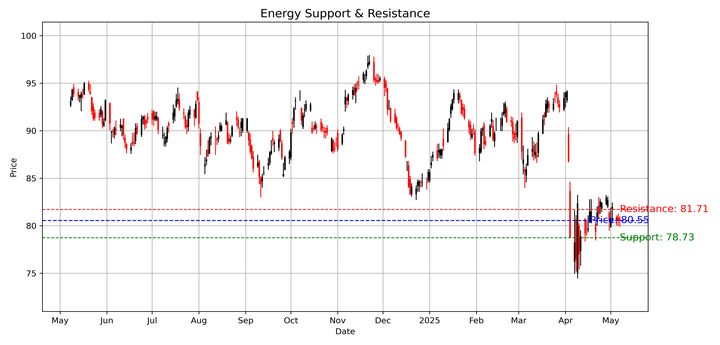 Energy Support & Resistance
100
95
90
85
80
75
Price
Resistance: 81.71
Price: 80.55
Support: 78.73
May Jun Jul Aug Sep Oct Nov Dec 2025 Feb Mar Apr May
Date